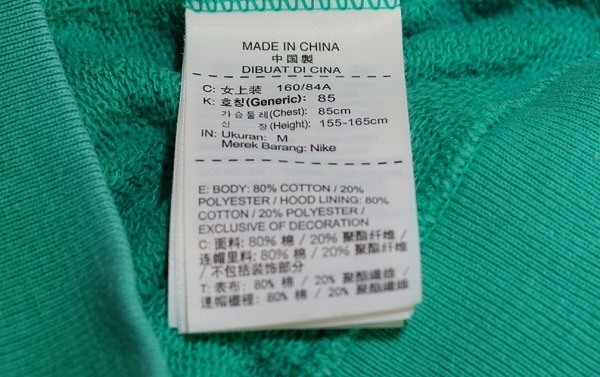 MADE IN CHINA
中国製
DIBUAT DI CINA
C: 女上装 160/84A
K: 호칭(Generic): 85
가슴둘레(Chest): 85cm
신 장(Height): 155-165cm
IN: Ukuran: M
Merek Barang: Nike
E: BODY: 80% COTTON / 20%
POLYESTER / HOOD LINING: 80%
COTTON / 20% POLYESTER /
EXCLUSIVE OF DECORATION
C: 面料: 80% 棉 / 20% 聚酯纤维 /
连帽里料: 80% 棉 / 20% 聚酯纤维
/ 不包括装饰部分
T: 表布: 80% 棉 / 20% 聚酯纖維 /
連帽襯裡: 80% 棉 / 20% 聚酯纖維